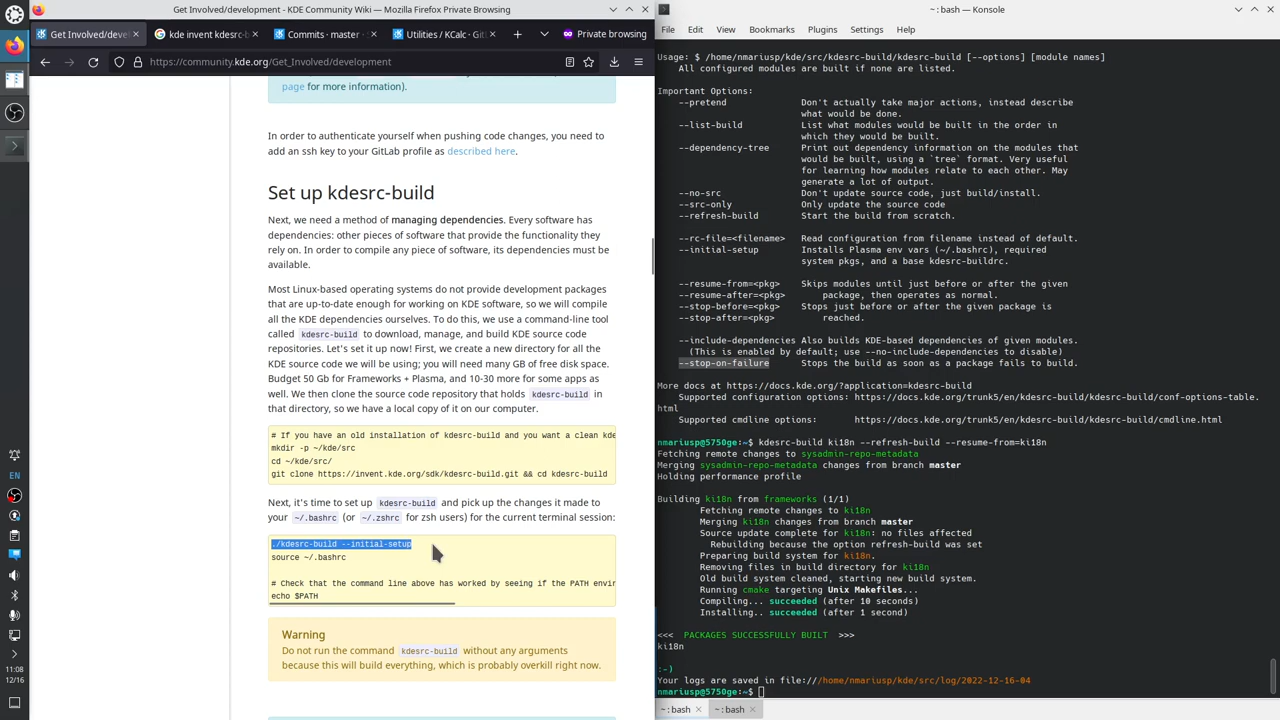 Get Involved/development - KDE Community Wiki — Mozilla Firefox Private Browsing
Get Involved/deve
kde invent kdesrc-b
Commits · master
Utilities / KCalc · Git
Private browsing
https://community.kde.org/Get_Involved/development
page for more information).
In order to authenticate yourself when pushing code changes, you need to
add an ssh key to your GitLab profile as described here.
Set up kdesrc-build
Next, we need a method of managing dependencies. Every software has
dependencies: other pieces of software that provide the functionality they
rely on. In order to compile any piece of software, its dependencies must be
available.
Most Linux-based operating systems do not provide development packages
that are up-to-date enough for working on KDE software, so we will compile
all the KDE dependencies ourselves. To do this, we use a command-line tool
called kdesrc-build to download, manage, and build KDE source code
repositories. Let's set it up now! First, we create a new directory for all the
KDE source code we will be using; you will need many GB of free disk space.
Budget 50 Gb for Frameworks + Plasma, and 10-30 more for some apps as
well. We then clone the source code repository that holds kdesrc-build in
that directory, so we have a local copy of it on our computer.
# If you have an old installation of kdesrc-build and you want a clean kde
mkdir -p ~/kde/src
cd ~/kde/src/
git clone https://invent.kde.org/sdk/kdesrc-build.git && cd kdesrc-build
Next, it's time to set up kdesrc-build and pick up the changes it made to
your ~/.bashrc (or ~/.zshrc for zsh users) for the current terminal session:
./kdesrc-build --initial-setup
source ~/.bashrc
# Check that the command line above has worked by seeing if the PATH envir
echo $PATH
Warning
Do not run the command kdesrc-build without any arguments
because this will build everything, which is probably overkill right now.
EN
11:08
12/16
~ : bash — Konsole
File Edit View Bookmarks Plugins Settings Help
Usage: $ /home/nmariusp/kde/src/kdesrc-build/kdesrc-build [--options] [module names]
All configured modules are built if none are listed.
Important Options:
--pretend Don't actually take major actions, instead describe
what would be done.
--list-build List what modules would be built in the order in
which they would be built.
--dependency-tree Print out dependency information on the modules that
would be built, using a `tree` format. Very useful
for learning how modules relate to each other. May
generate a lot of output.
--no-src Don't update source code, just build/install.
--src-only Only update the source code
--refresh-build Start the build from scratch.
--rc-file=<filename> Read configuration from filename instead of default.
--initial-setup Installs Plasma env vars (~/.bashrc), required
system pkgs, and a base kdesrc-buildrc.
--resume-from=<pkg> Skips modules until just before or after the given
--resume-after=<pkg> package, then operates as normal.
--stop-before=<pkg> Stops just before or after the given package is
--stop-after=<pkg> reached.
--include-dependencies Also builds KDE-based dependencies of given modules.
(This is enabled by default; use --no-include-dependencies to disable)
--stop-on-failure Stops the build as soon as a package fails to build.
More docs at https://docs.kde.org/?application=kdesrc-build
Supported configuration options: https://docs.kde.org/trunk5/en/kdesrc-build/kdesrc-build/conf-options-table.
html
Supported cmdline options: https://docs.kde.org/trunk5/en/kdesrc-build/kdesrc-build/cmdline.html
nmariusp@5750ge:~$ kdesrc-build ki18n --refresh-build --resume-from=ki18n
Fetching remote changes to sysadmin-repo-metadata
Merging sysadmin-repo-metadata changes from branch master
Holding performance profile
Building ki18n from frameworks (1/1)
Fetching remote changes to ki18n
Merging ki18n changes from branch master
Source update complete for ki18n: no files affected
Rebuilding because the option refresh-build was set
Preparing build system for ki18n.
Removing files in build directory for ki18n
Old build system cleaned, starting new build system.
Running cmake targeting Unix Makefiles...
Compiling... succeeded (after 10 seconds)
Installing.. succeeded (after 1 second)
<<<  PACKAGES SUCCESSFULLY BUILT  >>>
ki18n
:-)
Your logs are saved in file://home/nmariusp/kde/src/log/2022-12-16-04
nmariusp@5750ge:~$
~ : bash
~ : bash